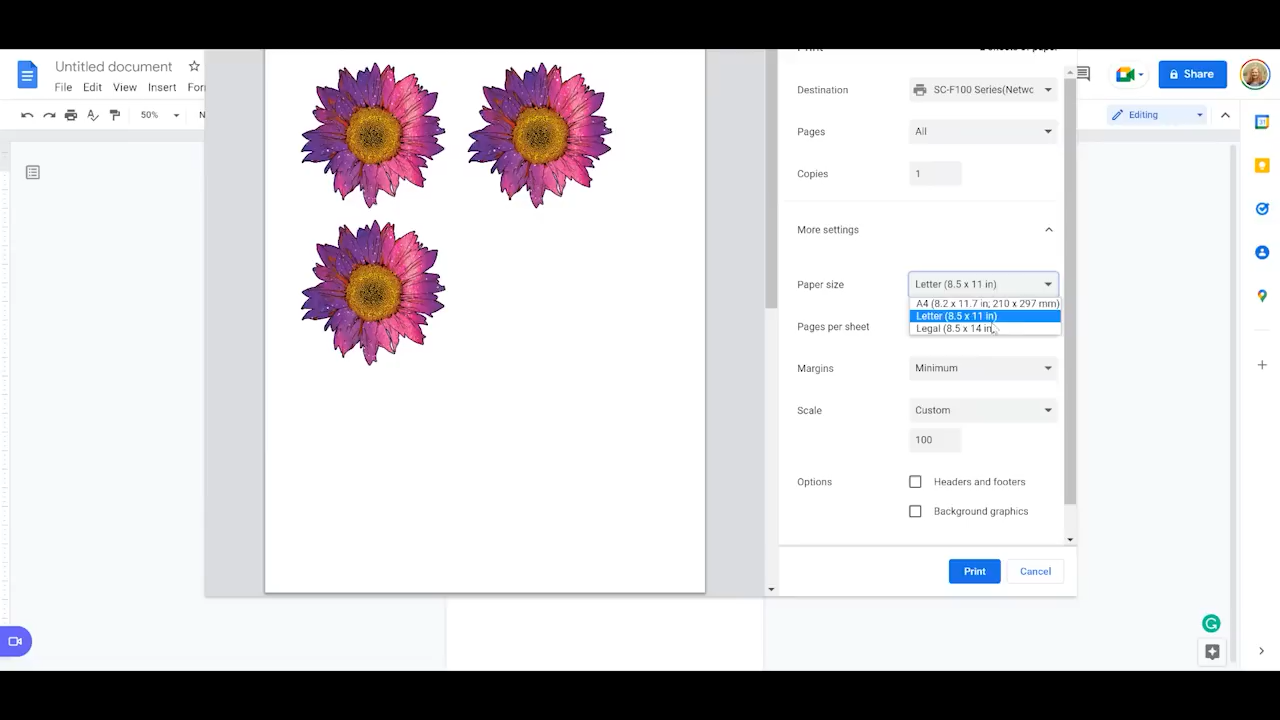 Untitled document
File Edit View Insert
50%
Share
Editing
Destination
SC-F100 Series(Netwc
Pages
All
Copies
1
More settings
Paper size
Letter (8.5 x 11 in)
A4 (8.2 x 11.7 in; 210 x 297 mm)
Letter (8.5 x 11 in)
Legal (8.5 x 14 in
Pages per sheet
Margins
Minimum
Scale
Custom
100
Options
Headers and footers
Background graphics
Print
Cancel